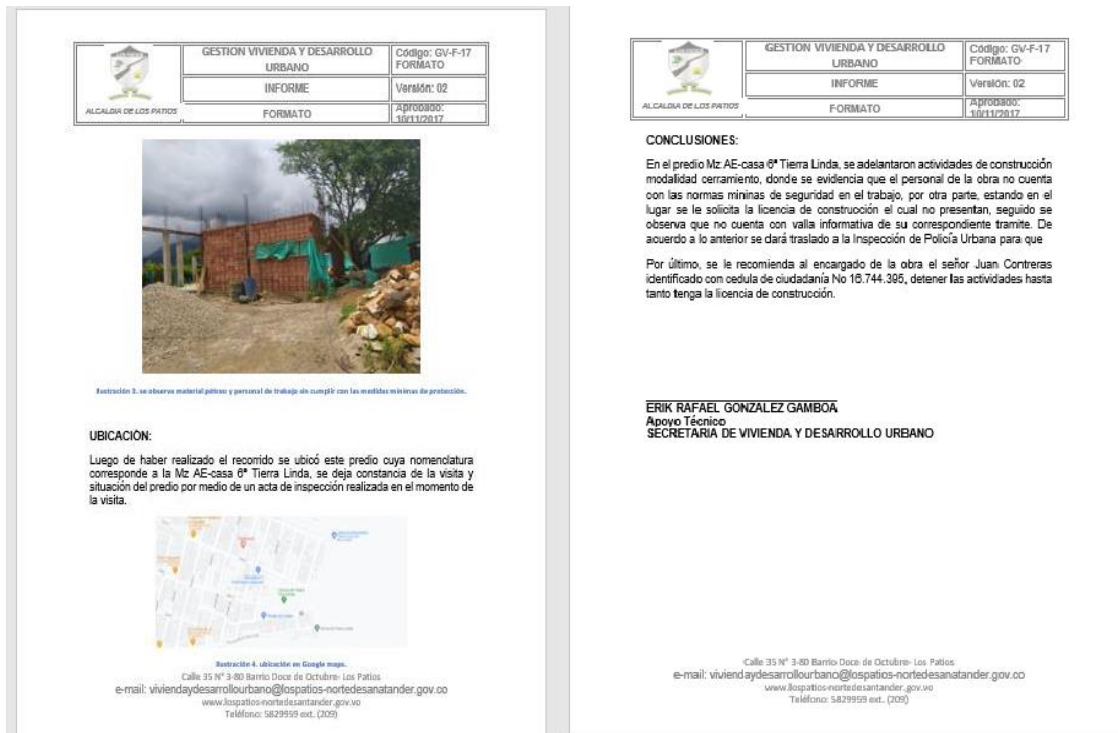 GESTION VIVIENDA Y DESARROLLO
URBANO
Código: GV-F-17
FORMATO
INFORME
Versión: 02
ALCALDIA DE LOS PATIOS
FORMATO
Aprobado:
10/11/2017
Ilustración 3. se observa material pétreo y personal de trabajo sin cumplir con las medidas mínimas de protección.
UBICACIÓN:
Luego de haber realizado el recorrido se ubicó este predio cuya nomenclatura
corresponde a la Mz AE-casa 6ª Tierra Linda, se deja constancia de la visita y
situación del predio por medio de un acta de inspección realizada en el momento de
la visita.
Ilustración 4. ubicación en Google maps.
Calle 35 N° 3-80 Barrio Doce de Octubre- Los Patios
e-mail: viviendaydesarrollourbano@lospatios-nortedesanatander.gov.co
www.lospatios-nortedesantander.gov.vo
Teléfono: 5829959 ext. (209)
GESTION VIVIENDA Y DESARROLLO
URBANO
Código: GV-F-17
FORMATO
INFORME
Versión: 02
ALCALDIA DE LOS PATIOS
FORMATO
Aprobado:
10/11/2017
CONCLUSIONES:
En el predio Mz AE-casa 6ª Tierra Linda, se adelantaron actividades de construcción
modalidad cerramiento, donde se evidencia que el personal de la obra no cuenta
con las normas mininas de seguridad en el trabajo, por otra parte, estando en el
lugar se le solicita la licencia de construcción el cual no presentan, seguido se
observa que no cuenta con valla informativa de su correspondiente tramite. De
acuerdo a lo anterior se dará traslado a la Inspección de Policía Urbana para que
Por último, se le recomienda al encargado de la obra el señor Juan Contreras
identificado con cedula de ciudadanía No 16.744.395, detener las actividades hasta
tanto tenga la licencia de construcción.
ERIK RAFAEL GONZALEZ GAMBOA
Apoyo Técnico
SECRETARIA DE VIVIENDA Y DESARROLLO URBANO
Calle 35 N° 3-80 Barrio Doce de Octubre- Los Patios
e-mail: viviendaydesarrollourbano@lospatios-nortedesanatander.gov.co
www.lospatios-nortedesantander.gov.vo
Teléfono: 5829959 ext. (209)